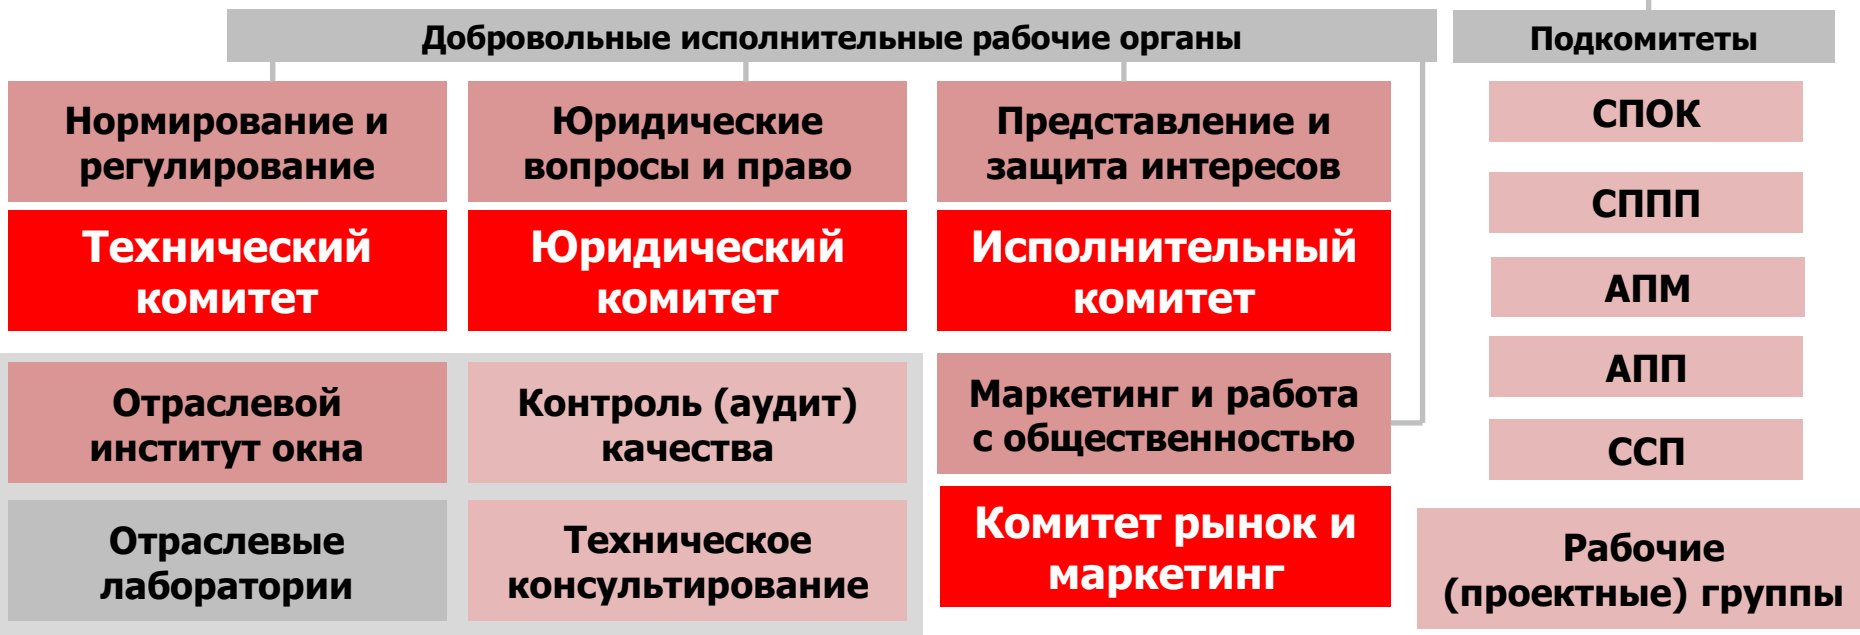 Добровольные исполнительные рабочие органы
Подкомитеты
Нормирование и
регулирование
Юридические
вопросы и право
Представление и
защита интересов
Технический
комитет
Юридический
комитет
Исполнительный
комитет
Отраслевой
институт окна
Контроль (аудит)
качества
Маркетинг и работа
с общественностью
Отраслевые
лаборатории
Техническое
консультирование
Комитет рынок и
маркетинг
СПОК
СППП
АПМ
АПП
ССП
Рабочие
(проектные) группы